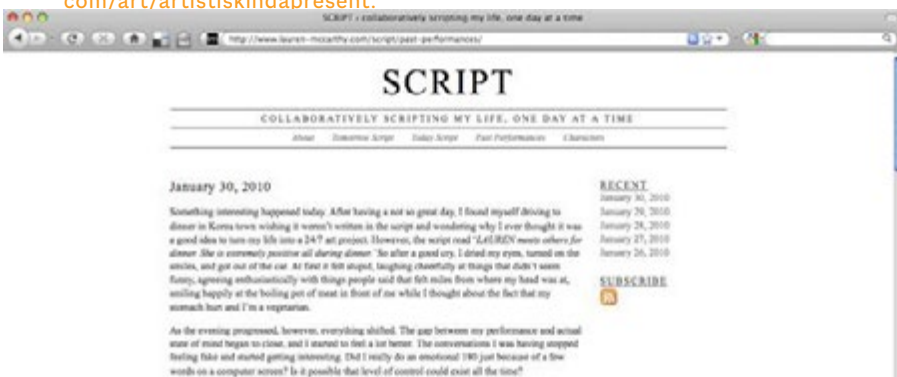 com/art/artistiskindapresent.
SCRIPT › collaboratively scripting my life, one day at a time
http://www.lauren-mccarthy.com/script/past-performances/
SCRIPT
COLLABORATIVELY SCRIPTING MY LIFE, ONE DAY AT A TIME
About Tomorrow Script Today Script Past Performances Characters
January 30, 2010
Something interesting happened today. After having a not so great day, I found myself driving to
dinner in Korea town wishing it weren't written in the script and wondering why I ever thought it was
a good idea to turn my life into a 24/7 art project. However, the script read "LAUREN meets others for
dinner. She is extremely positive all during dinner." So after a good cry, I dried my eyes, turned on the
smiles, and got out of the car. At first it felt stupid, laughing cheerfully at things that didn't seem
funny, agreeing enthusiastically with things people said that felt miles from where my head was at,
smiling happily at the boiling pot of meat in front of me while I thought about the fact that my
stomach hurt and I'm a vegetarian.
As the evening progressed, however, everything shifted. The gap between my performance and actual
state of mind began to close, and I started to feel a lot better. The conversations I was having stopped
feeling fake and started getting interesting. Did I really do an emotional 180 just because of a few
words on a computer screen? Is it possible that level of control could exist all the time?
RECENT
January 30, 2010
January 29, 2010
January 28, 2010
January 27, 2010
January 26, 2010
SUBSCRIBE